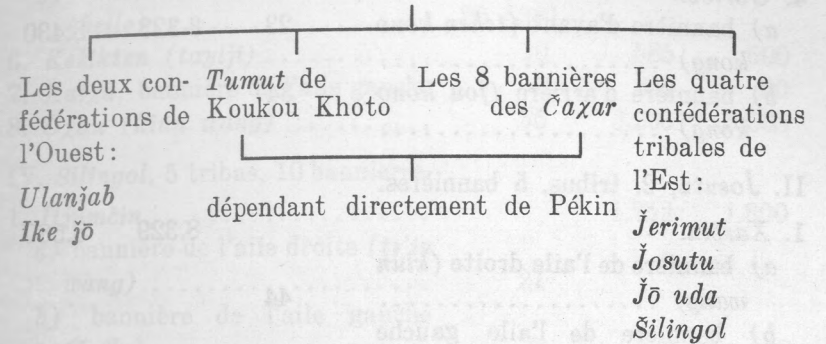 Les deux con-
fédérations de
l'Ouest:
Ulanǰab
Ike ǰō
Tumut de
Koukou Khoto
Les 8 bannières
des Čaχar
dépendant directement de Pékin
Les quatre
confédérations
tribales de
l'Est:
J̌erimut
J̌osutu
J̌ō uda
Šilingol